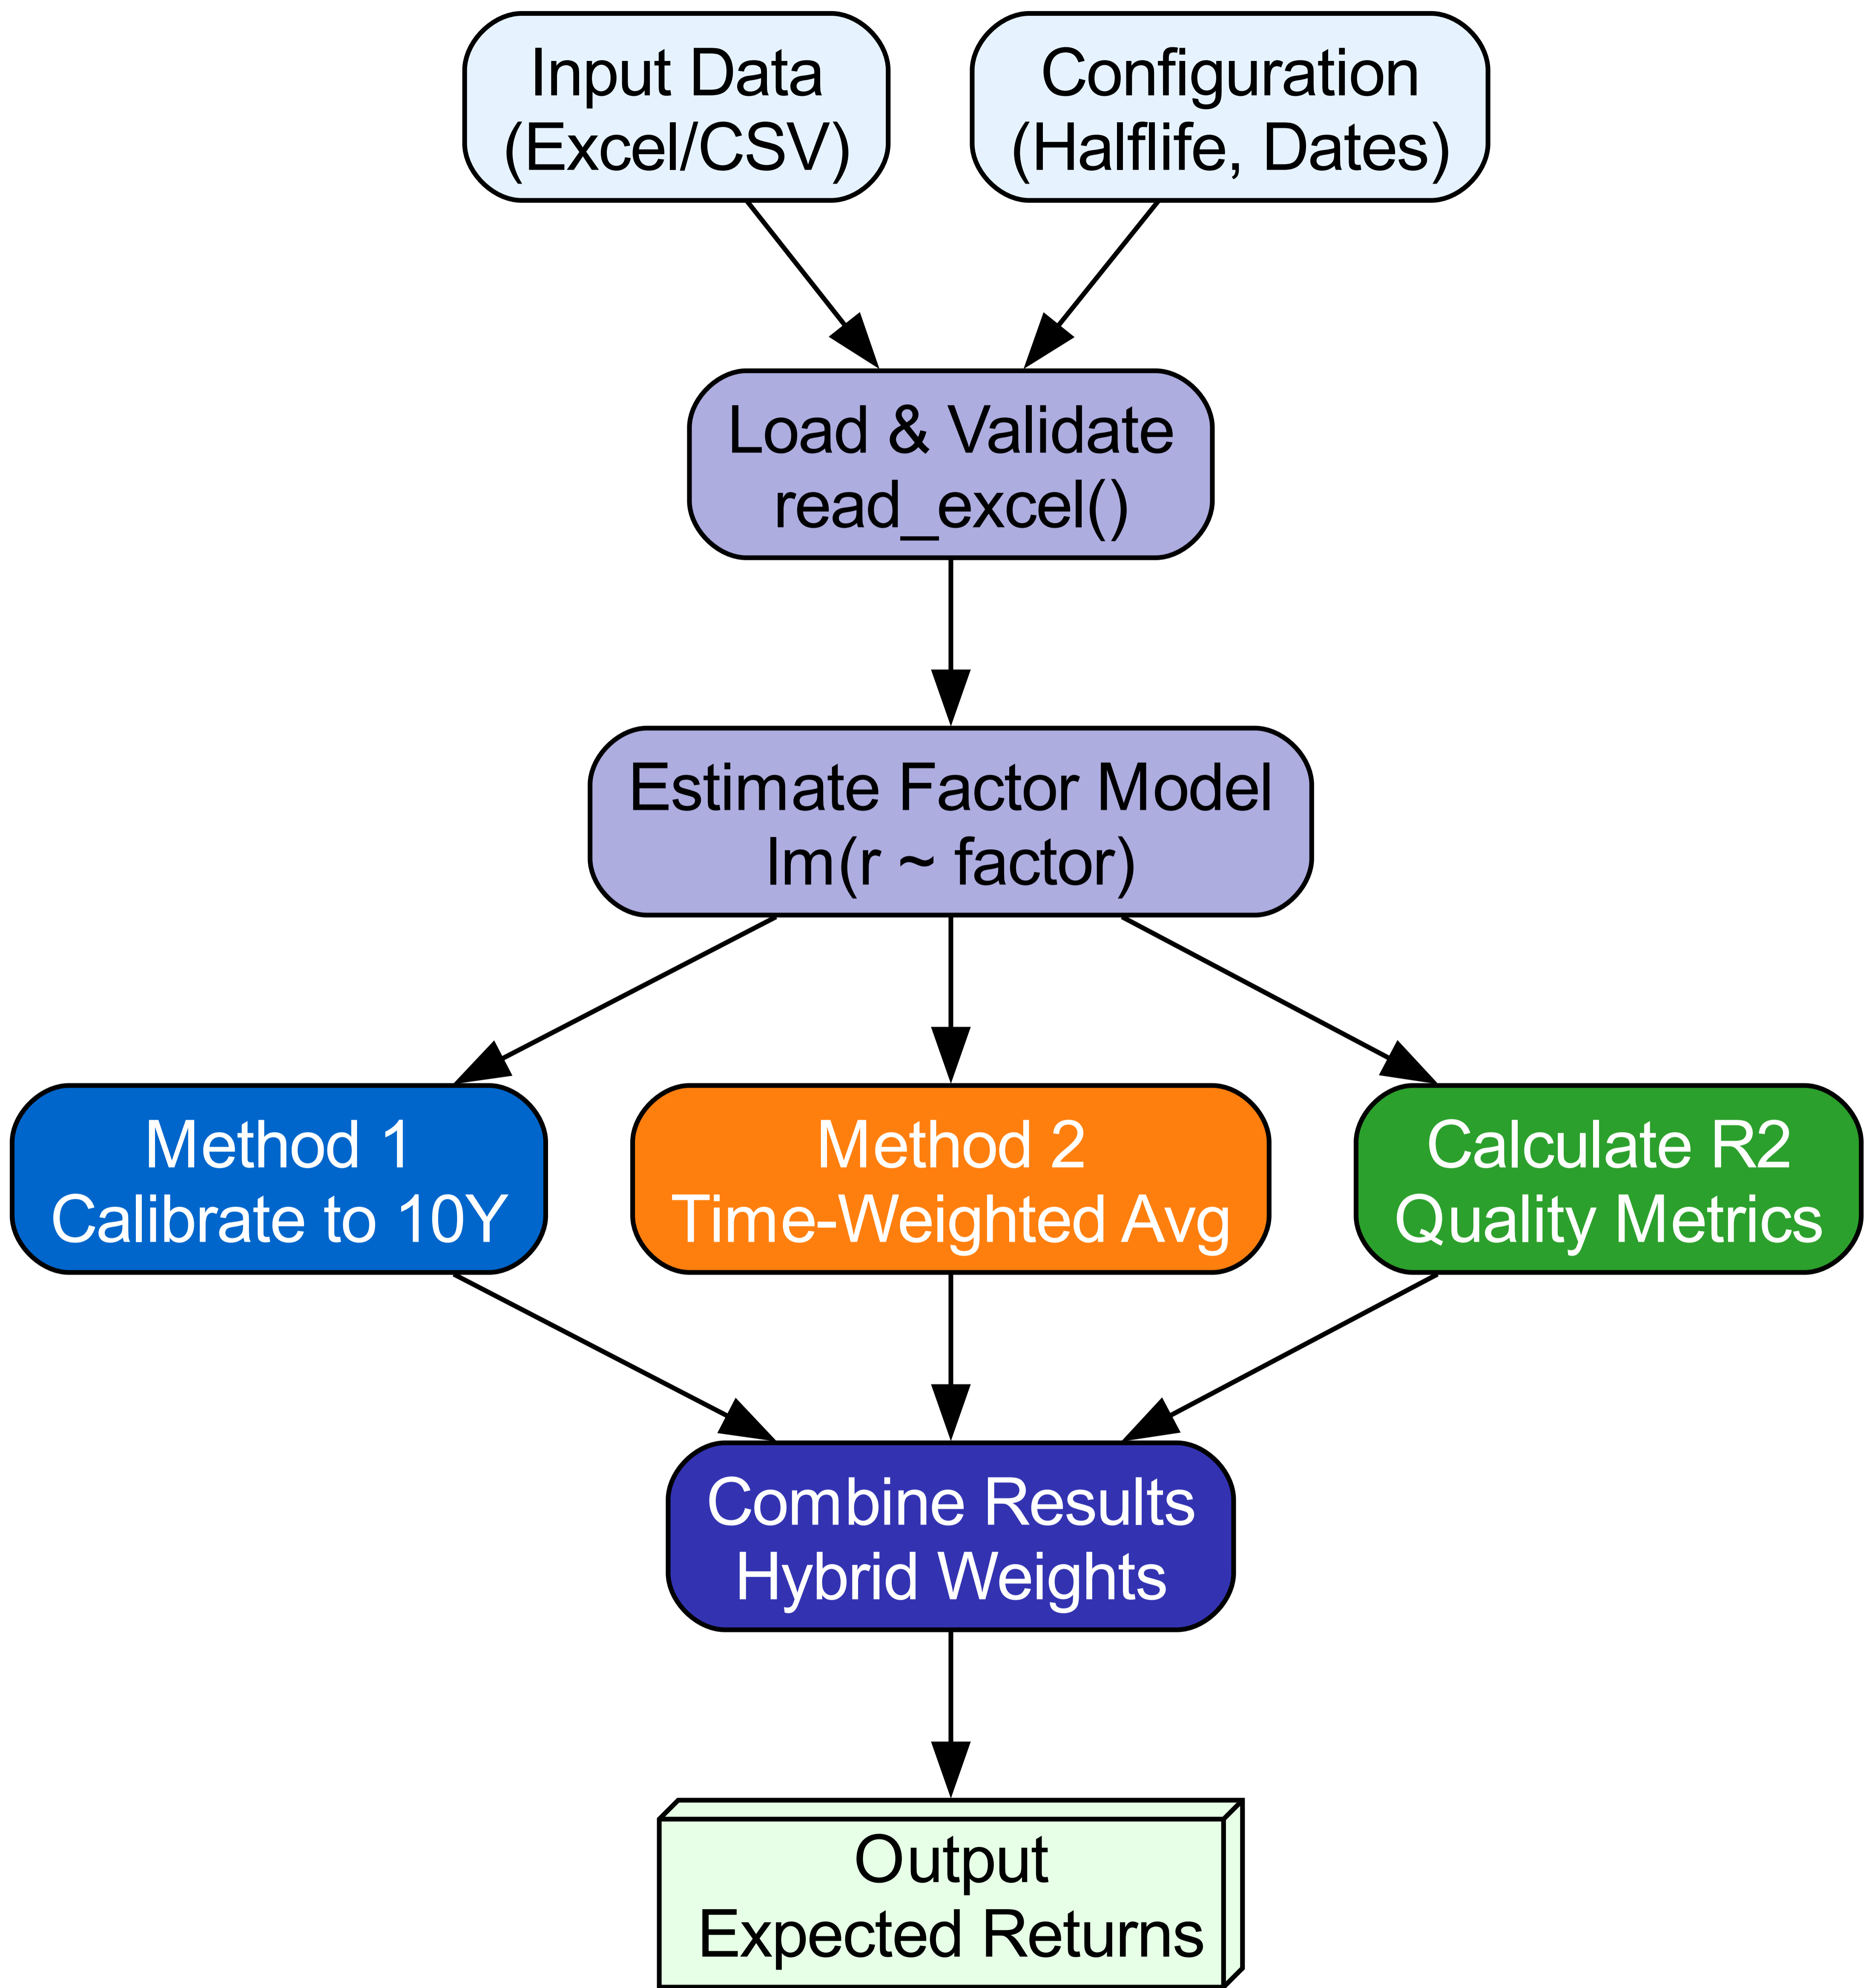 Input Data
(Excel/CSV)
Configuration
(Halflife, Dates)
Load & Validate
read_excel()
Estimate Factor Model
lm(r ~ factor)
Method 1
Calibrate to 10Y
Method 2
Time-Weighted Avg
Calculate R2
Quality Metrics
Combine Results
Hybrid Weights
Output
Expected Returns